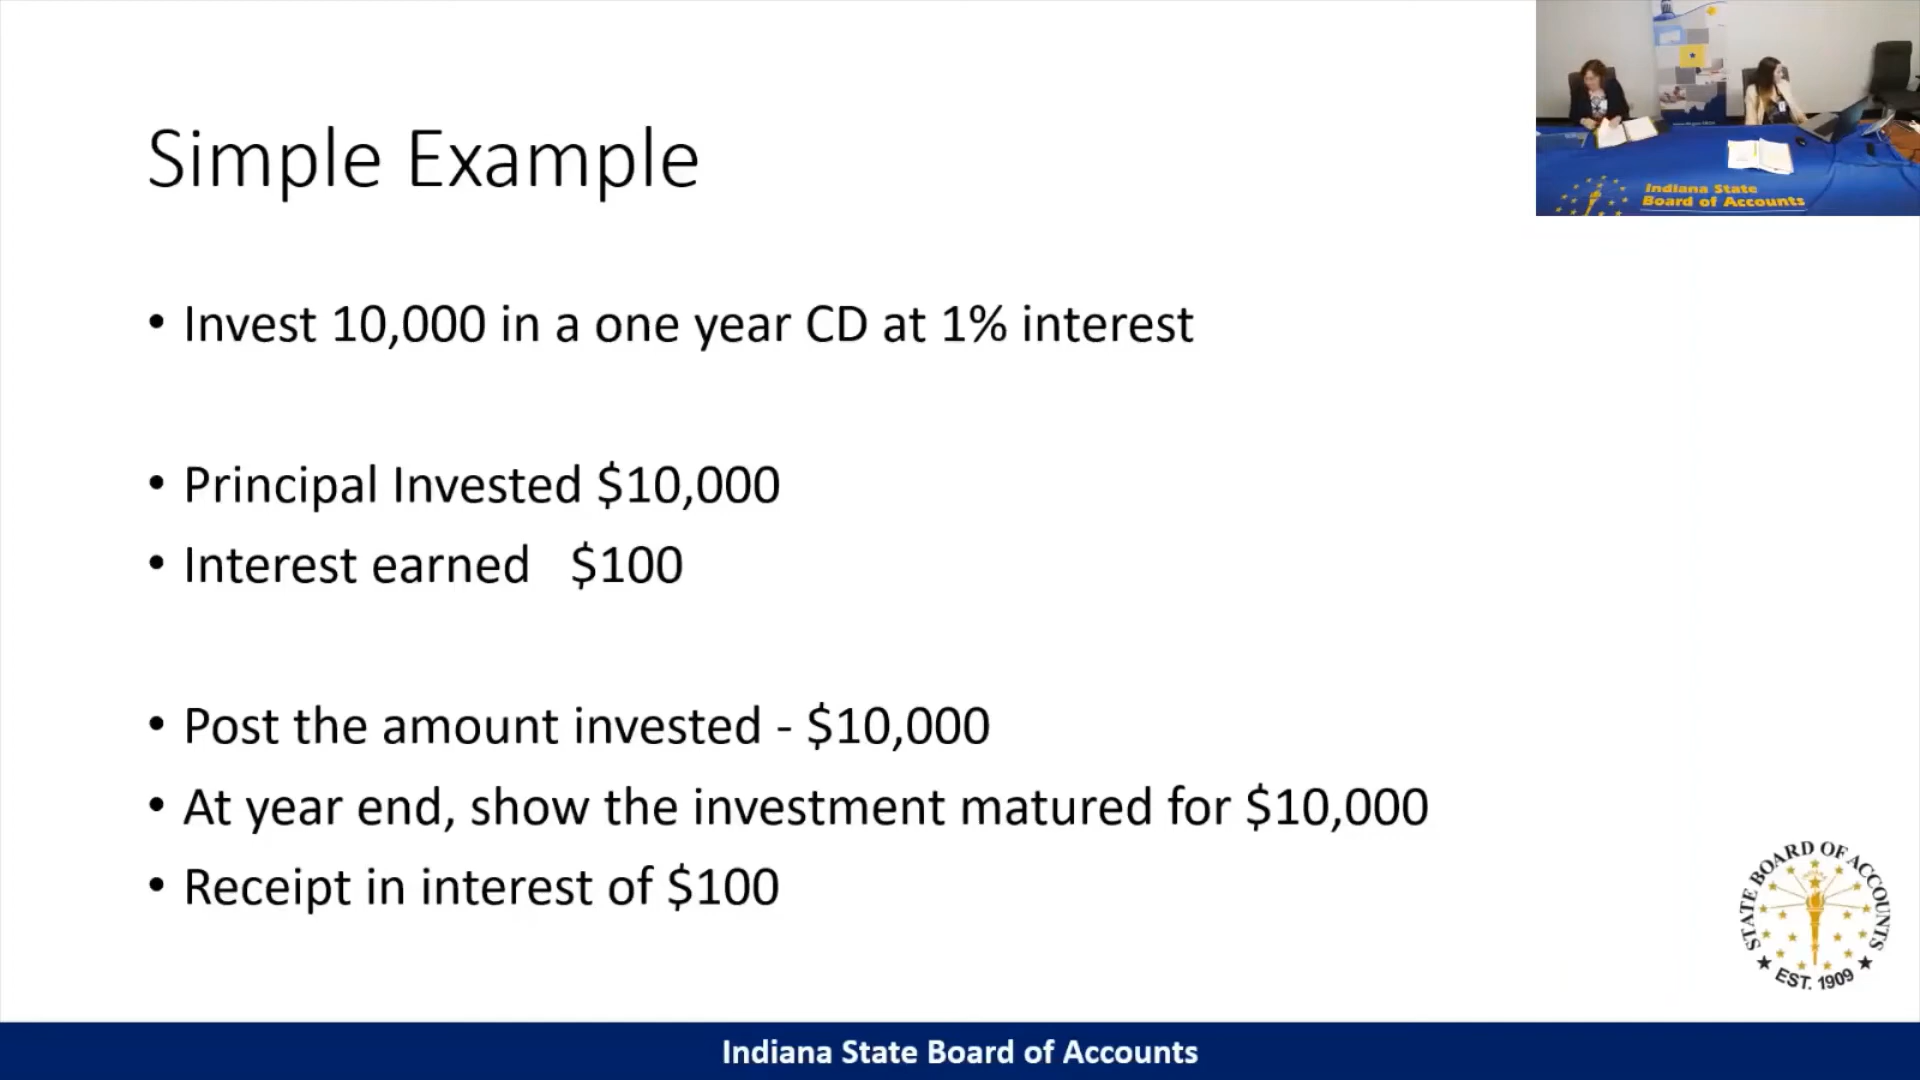 Simple Example
• Invest 10,000 in a one year CD at 1% interest
• Principal Invested $10,000
• Interest earned   $100
• Post the amount invested - $10,000
• At year end, show the investment matured for $10,000
• Receipt in interest of $100
Indiana State
Board of Accounts
STATE BOARD OF ACCOUNTS
EST. 1909
Indiana State Board of Accounts